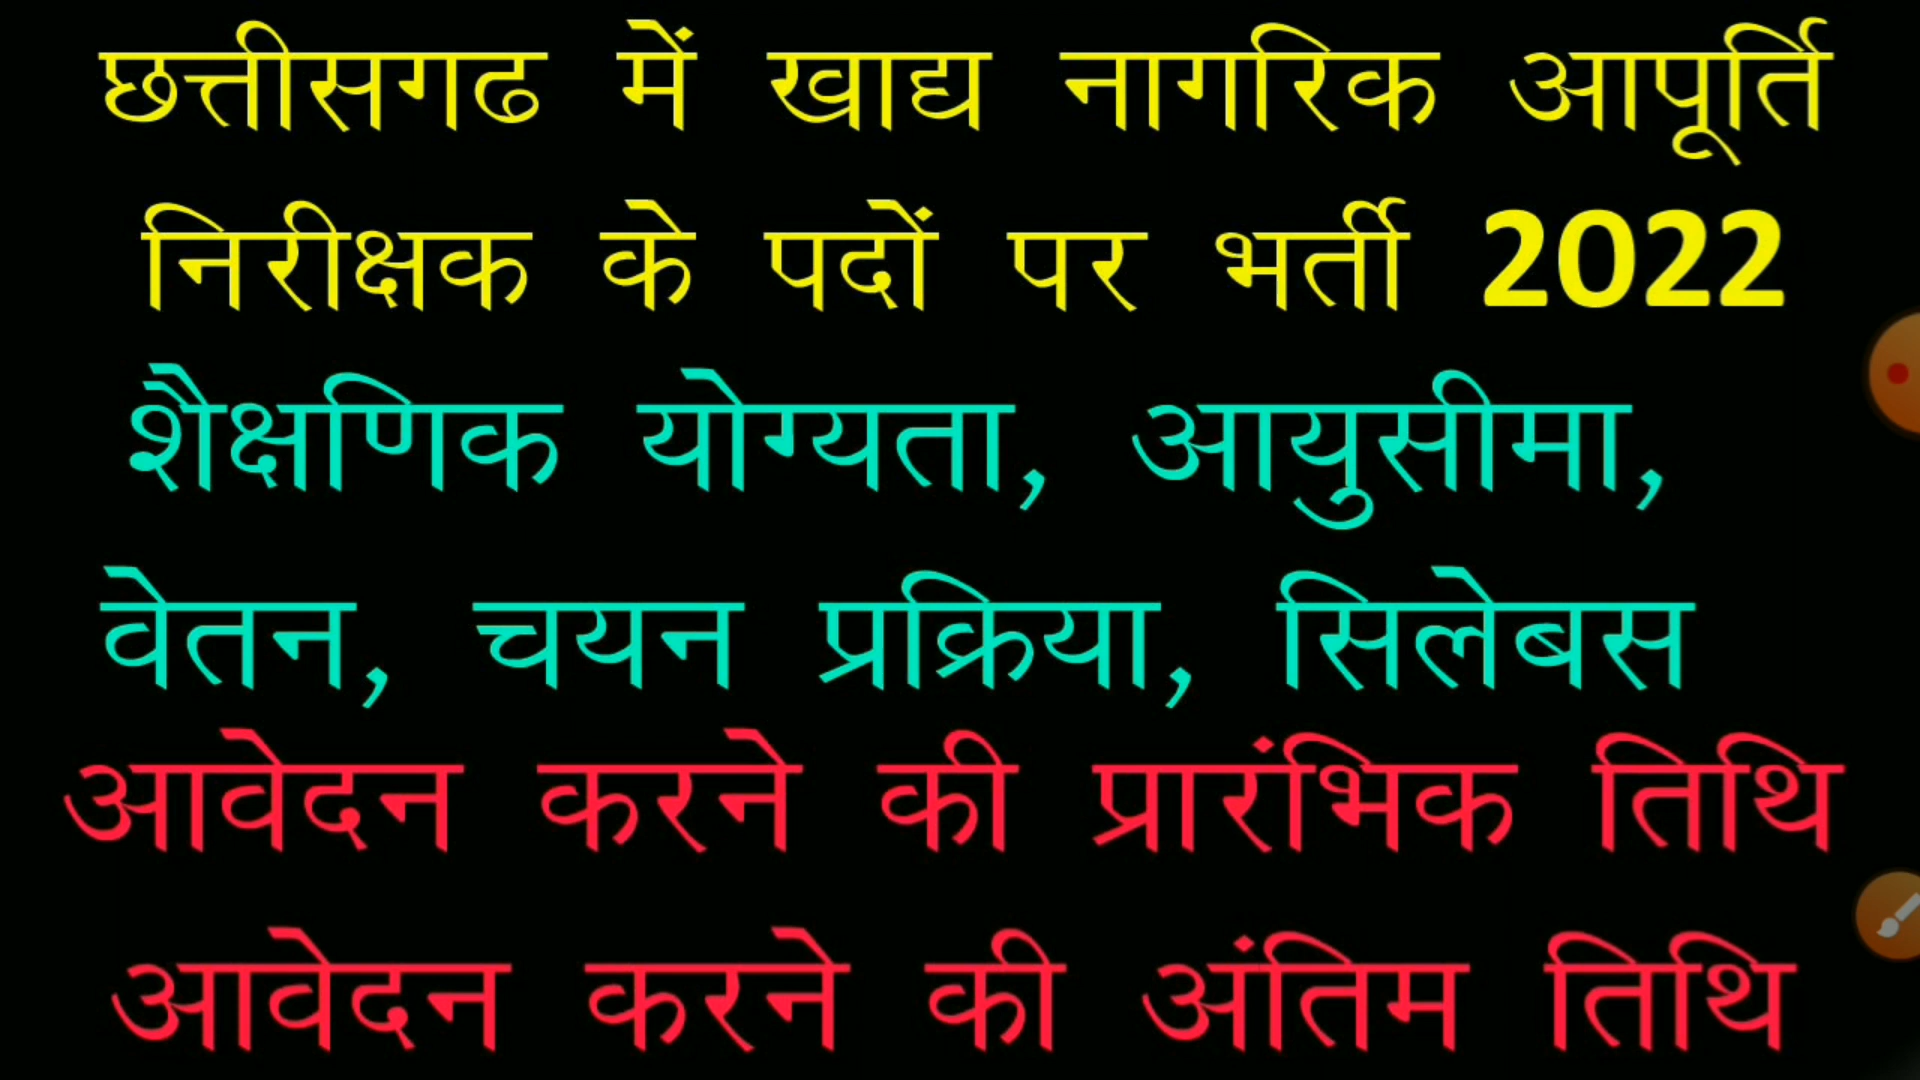 छत्तीसगढ में खाद्य नागरिक आपूर्ति
निरीक्षक के पदों पर भर्ती 2022
शैक्षणिक योग्यता, आयुसीमा,
वेतन, चयन प्रक्रिया, सिलेबस
आवेदन करने की प्रारंभिक तिथि
आवेदन करने की अंतिम तिथि